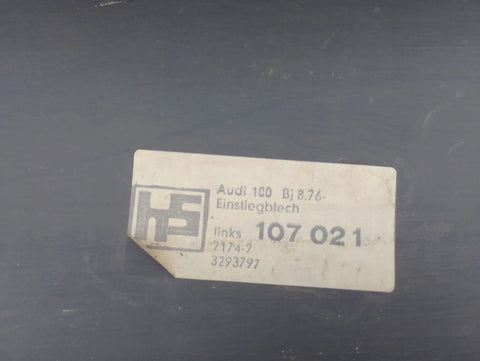 Audi 100 Bj 8.76-
Einstiegblech
hs
links 107 021
2174-2
3293797